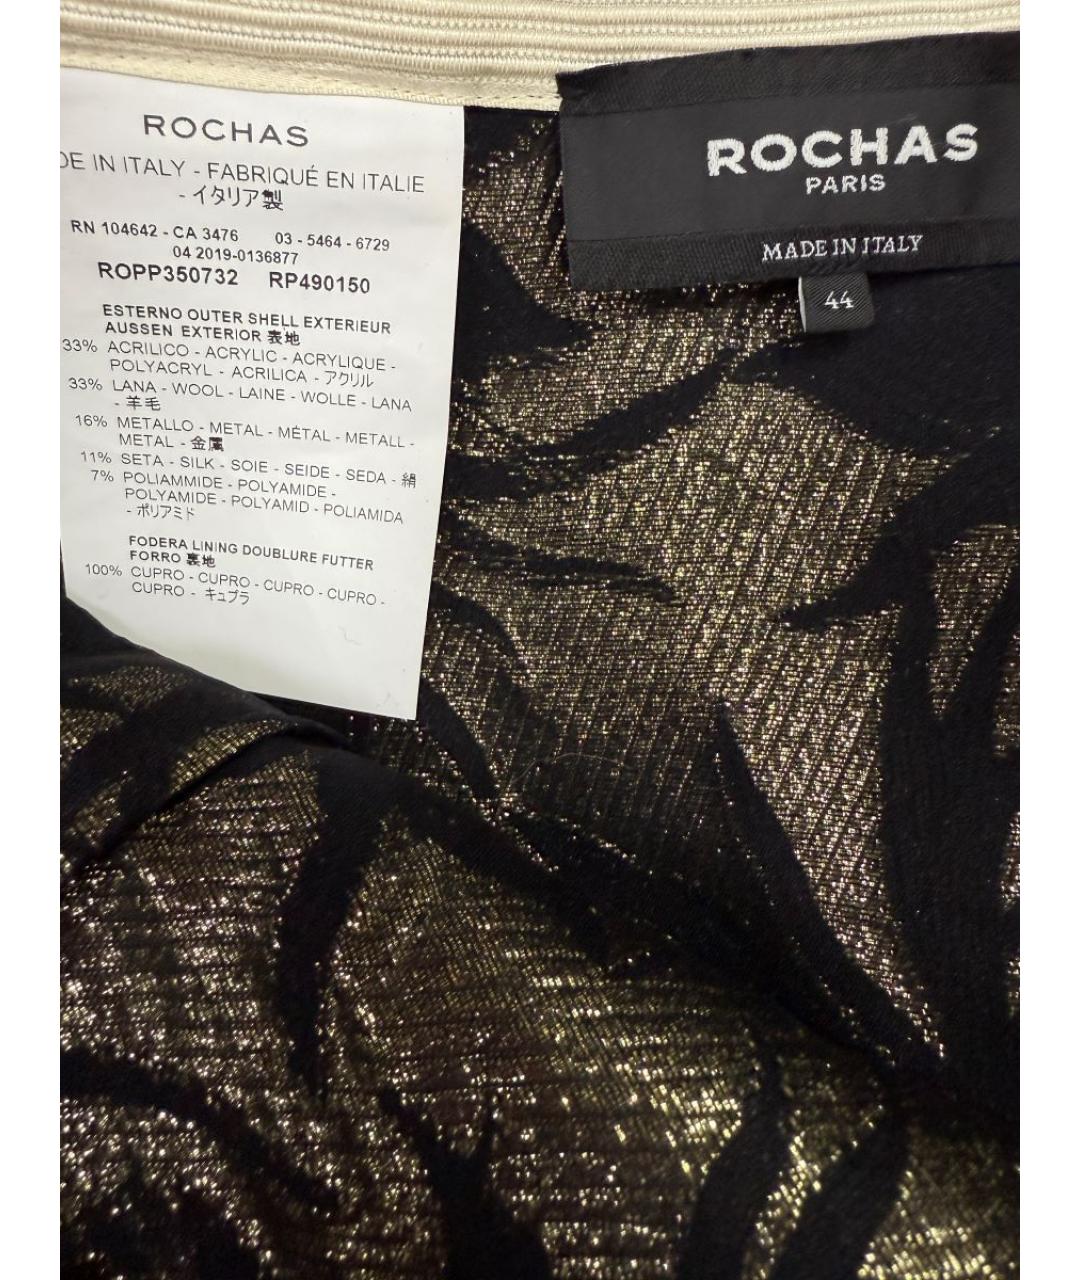 ROCHAS
DE IN ITALY - FABRIQUÉ EN ITALIE
- イタリア製
RN 104642 - CA 3476 03 - 5464 - 6729
04 2019-0136877
ROPP350732 RP490150
ESTERNO OUTER SHELL EXTERIEUR
AUSSEN EXTERIOR 表地
33% ACRILICO - ACRYLIC - ACRYLIQUE -
POLYACRYL - ACRILICA - アクリル
33% LANA - WOOL - LAINE - WOLLE - LANA
- 羊毛
16% METALLO - METAL - MÉTAL - METALL -
METAL - 金属
11% SETA - SILK - SOIE - SEIDE - SEDA - 絹
7% POLIAMMIDE - POLYAMIDE -
POLYAMIDE - POLYAMID - POLIAMIDA
- ポリアミド
FODERA LINING DOUBLURE FUTTER
FORRO 裏地
100% CUPRO - CUPRO - CUPRO - CUPRO -
CUPRO - キュプラ
ROCHAS
PARIS
MADE IN ITALY
44